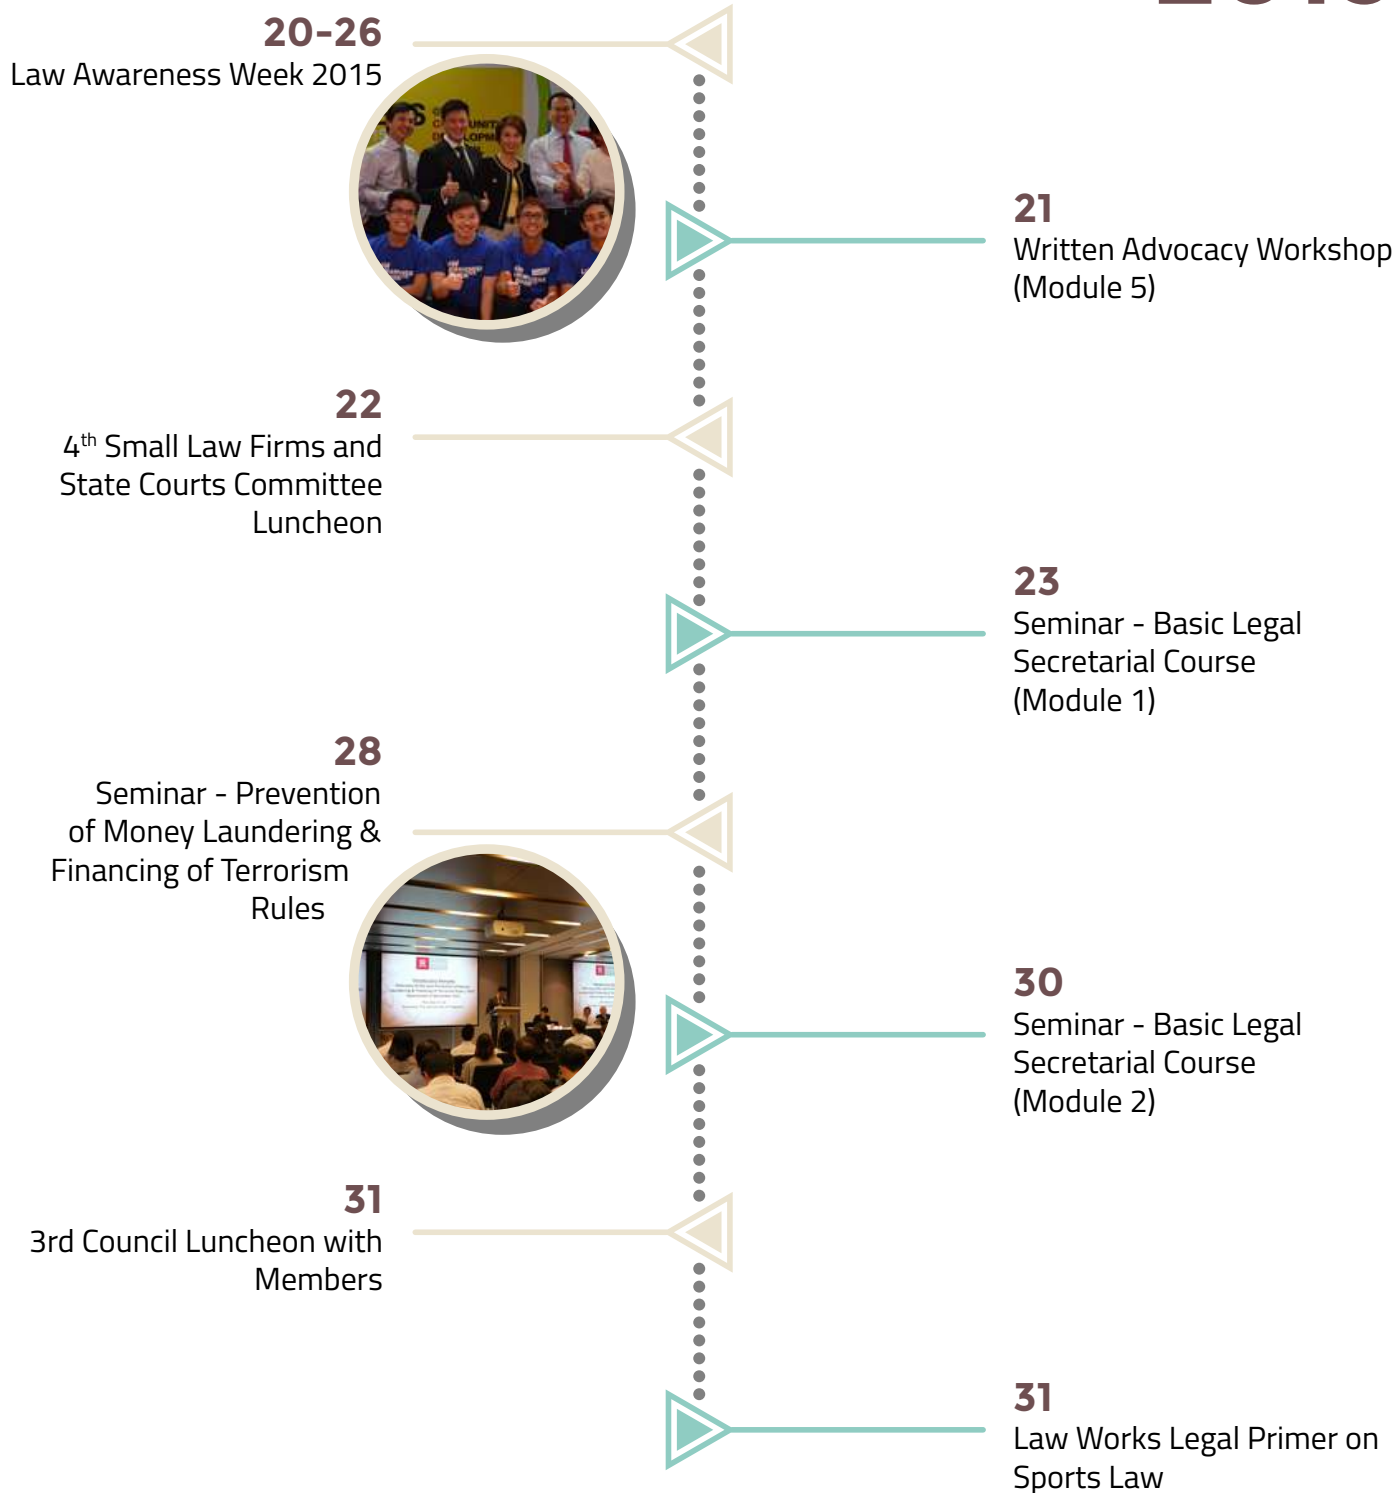 20-26
Law Awareness Week 2015
21
Written Advocacy Workshop
(Module 5)
22
4th Small Law Firms and
State Courts Committee
Luncheon
23
Seminar - Basic Legal
Secretarial Course
(Module 1)
28
Seminar - Prevention
of Money Laundering &
Financing of Terrorism
Rules
30
Seminar - Basic Legal
Secretarial Course
(Module 2)
31
3rd Council Luncheon with
Members
31
Law Works Legal Primer on
Sports Law